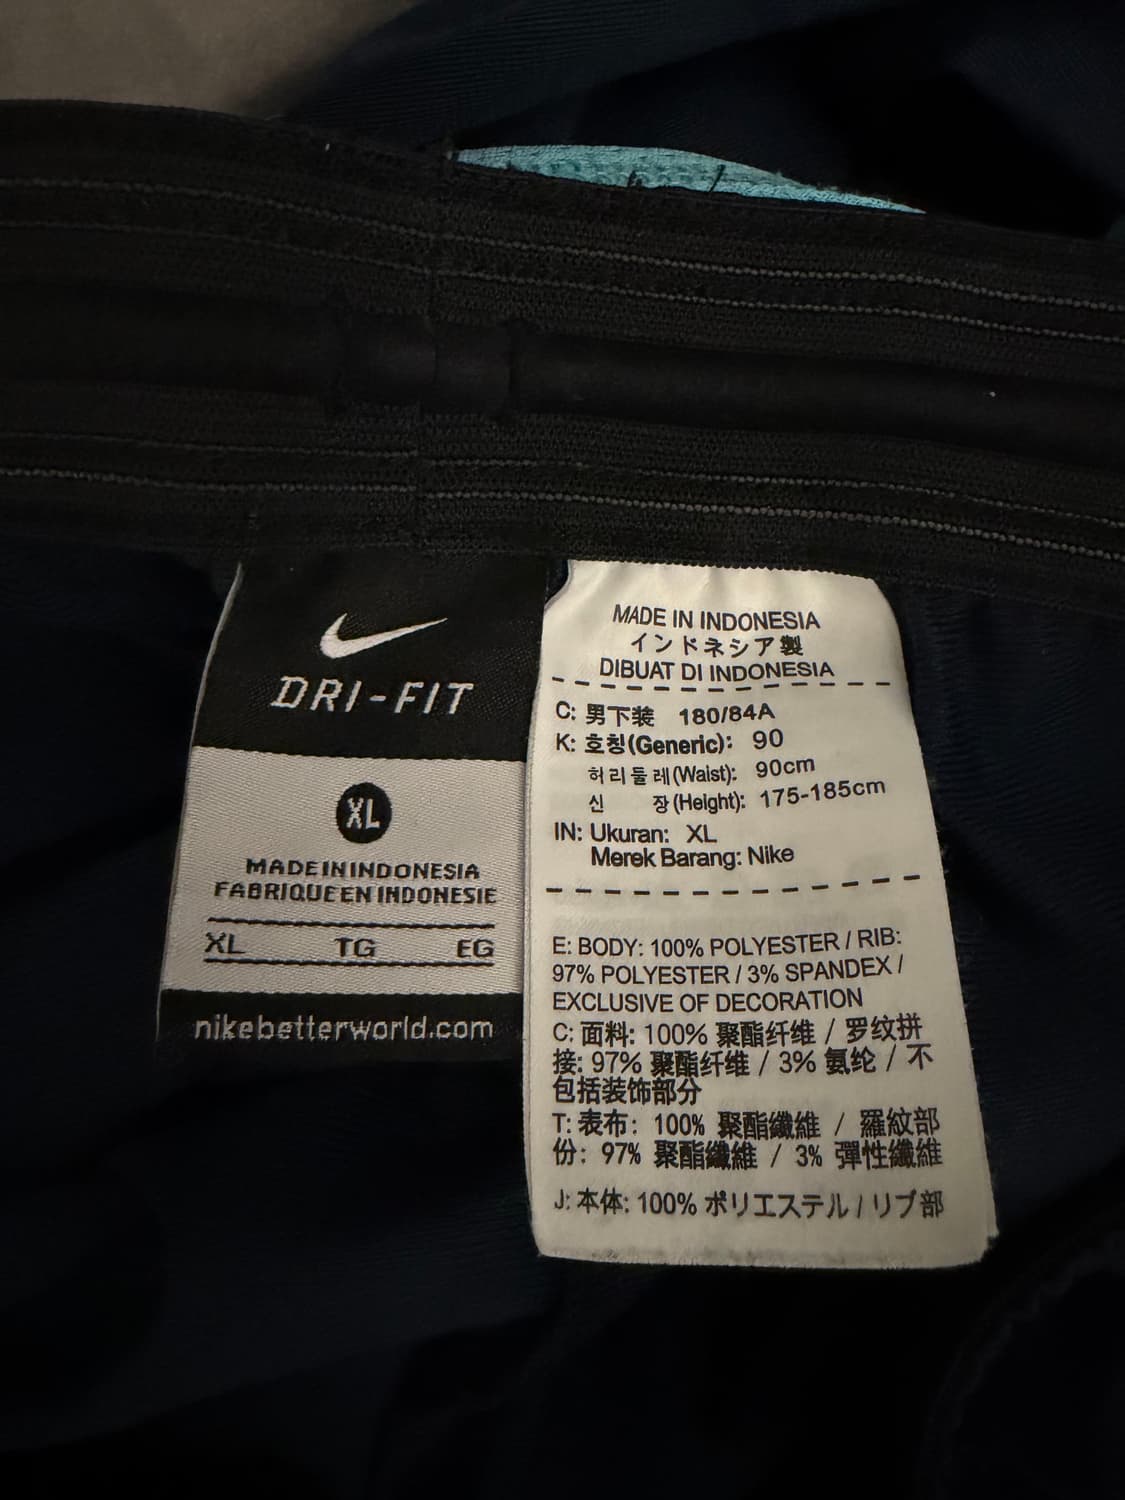 DRI-FIT
XL
MADE IN INDONESIA
FABRIQUE EN INDONESIE
XL TG EG
nikebetterworld.com
MADE IN INDONESIA
インドネシア製
DIBUAT DI INDONESIA
C: 男下装 180/84A
K: 호칭(Generic): 90
허리둘레(Waist): 90cm
신 장(Height): 175-185cm
IN: Ukuran: XL
Merek Barang: Nike
E: BODY: 100% POLYESTER / RIB:
97% POLYESTER / 3% SPANDEX /
EXCLUSIVE OF DECORATION
C: 面料: 100% 聚酯纤维 / 罗纹拼
接: 97% 聚酯纤维 / 3% 氨纶 / 不
包括装饰部分
T: 表布: 100% 聚酯纖維 / 羅紋部
份: 97% 聚酯纖維 / 3% 彈性纖維
J: 本体: 100% ポリエステル / リブ部